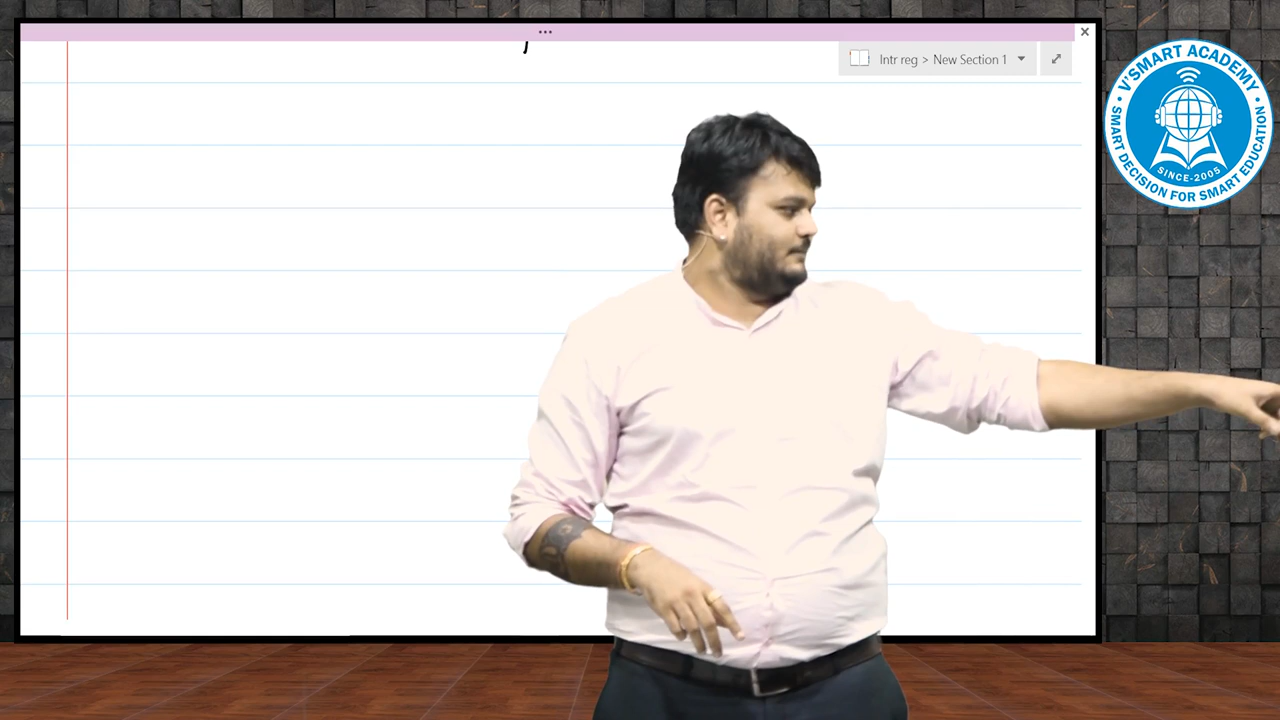 ...
Intr reg > New Section 1
V'SMART ACADEMY
SINCE-2005
SMART DECISION FOR SMART EDUCATION